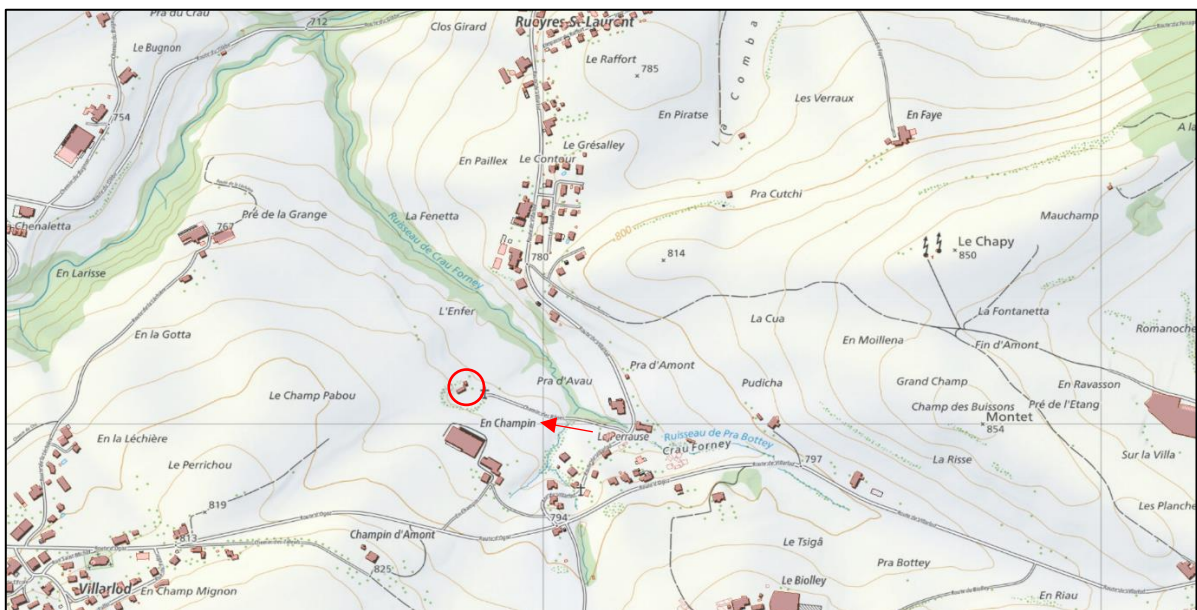 Pra du Crau
712
Clos Girard
Rueyres-St-Laurent
Le Bugnon
Le Raffort
785
La Comba
Les Verraux
En Piratse
En Faye
754
Le Grésalley
En Paillex
Le Contour
Pra Cutchi
Chenaletta
Pré de la Grange
767
La Fenetta
Mauchamp
800
Ruisseau de Crau Forney
780
814
Le Chapy
850
En Larisse
L'Enfer
La Cua
La Fontanetta
En la Gotta
En Moillena
Fin d'Amont
Romanoche
Pra d'Amont
Pra d'Avau
Pudicha
Grand Champ
En Ravasson
Le Champ Pabou
Champ des Buissons
Pré de l'Etang
Montet
854
En Champin
La Perrause
Ruisseau de Pra Bottey
Crau Forney
En la Léchière
Le Perrichou
797
La Risse
Sur la Villa
819
Les Planche
794
Route d'Ogoz
813
Champin d'Amont
825
Le Tsigâ
Villarlod
En Champ Mignon
Pra Bottey
Le Biolley
En Riau